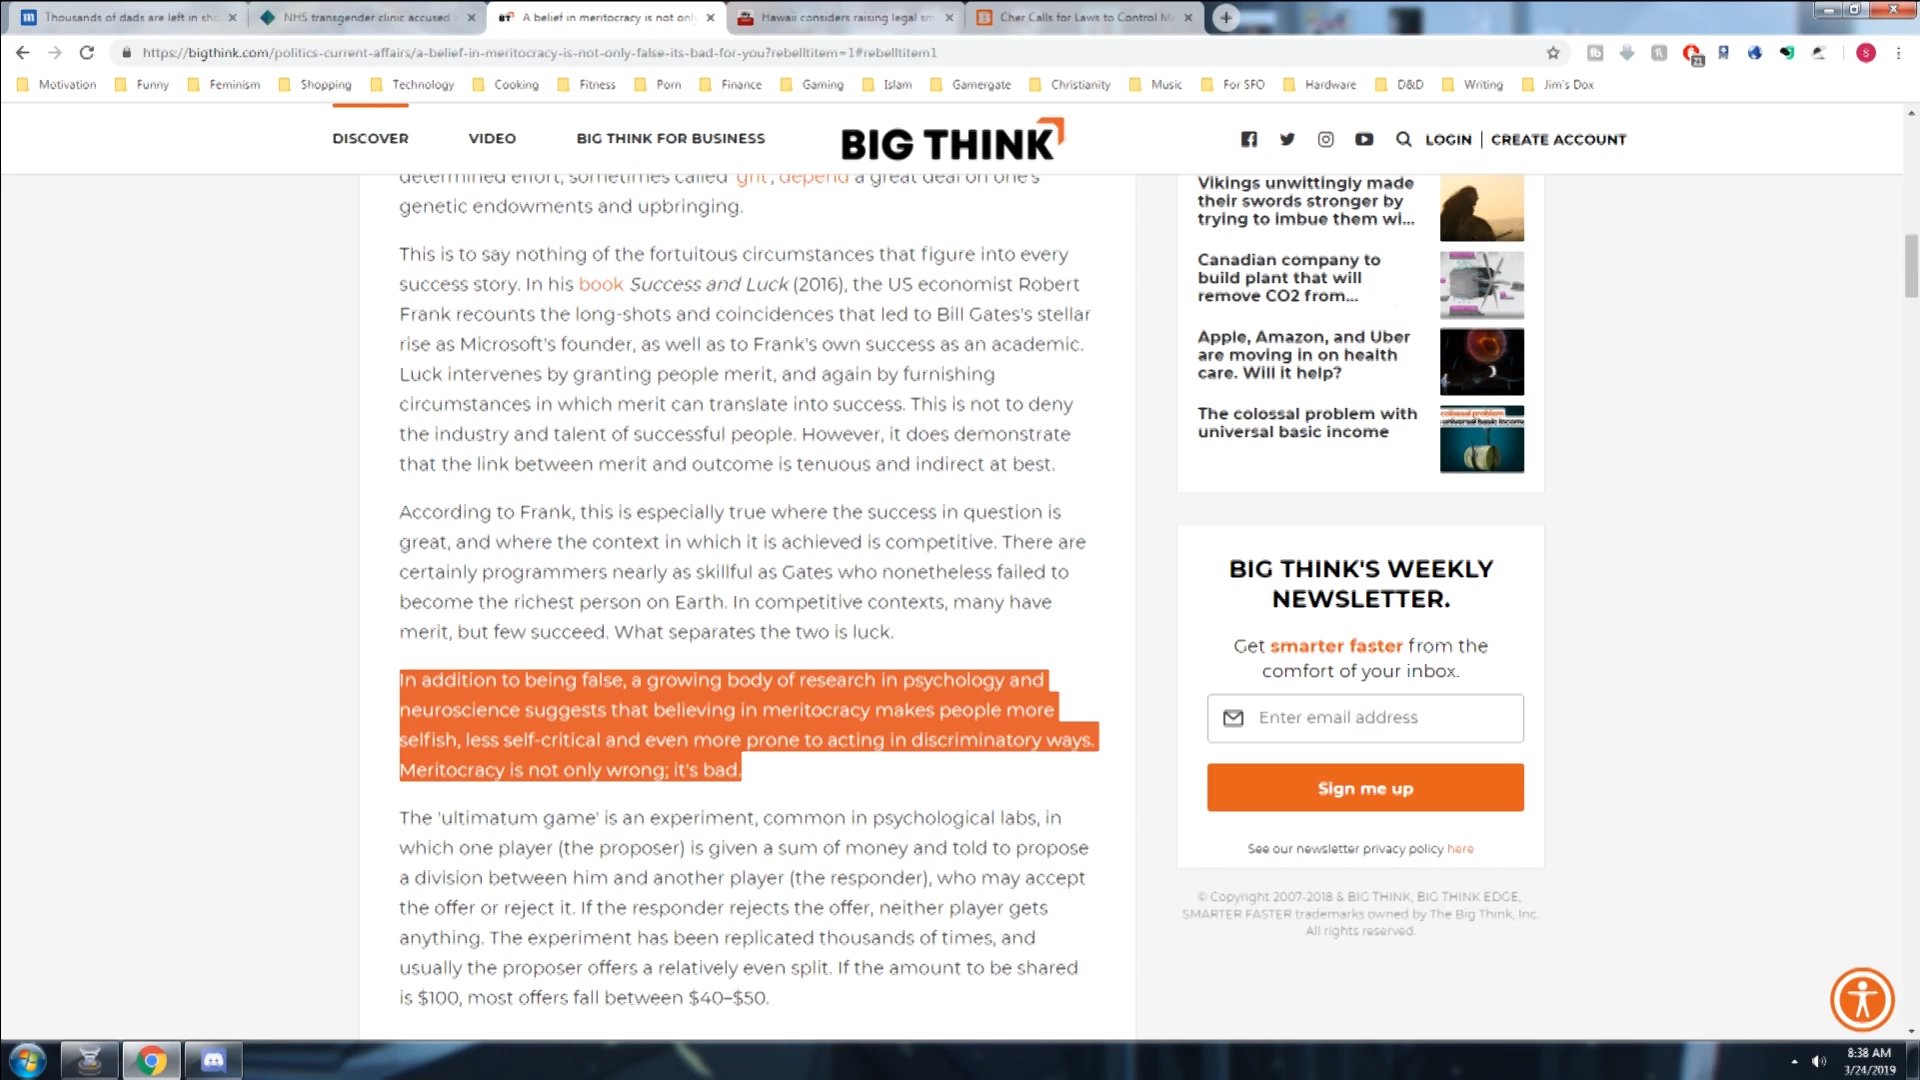 Thousands of dads are left in sh
NHS transgender clinic accused
A belief in meritocracy is not onl
Hawaii considers raising legal sm
Cher Calls for Laws to Control M
https://bigthink.com/politics-current-affairs/a-belief-in-meritocracy-is-not-only-false-its-bad-for-you?rebelltitem=1#rebelltitem1
21
S
Motivation
Funny
Feminism
Shopping
Technology
Cooking
Fitness
Porn
Finance
Gaming
Islam
Gamergate
Christianity
Music
For SFO
Hardware
D&D
Writing
Jim's Dox
DISCOVER
VIDEO
BIG THINK FOR BUSINESS
BIG THINK
LOGIN | CREATE ACCOUNT
determined effort, sometimes called 'grit', depend a great deal on one's
genetic endowments and upbringing.
This is to say nothing of the fortuitous circumstances that figure into every
success story. In his book Success and Luck (2016), the US economist Robert
Frank recounts the long-shots and coincidences that led to Bill Gates's stellar
rise as Microsoft's founder, as well as to Frank's own success as an academic.
Luck intervenes by granting people merit, and again by furnishing
circumstances in which merit can translate into success. This is not to deny
the industry and talent of successful people. However, it does demonstrate
that the link between merit and outcome is tenuous and indirect at best.
According to Frank, this is especially true where the success in question is
great, and where the context in which it is achieved is competitive. There are
certainly programmers nearly as skillful as Gates who nonetheless failed to
become the richest person on Earth. In competitive contexts, many have
merit, but few succeed. What separates the two is luck.
In addition to being false, a growing body of research in psychology and
neuroscience suggests that believing in meritocracy makes people more
selfish, less self-critical and even more prone to acting in discriminatory ways.
Meritocracy is not only wrong; it's bad.
The 'ultimatum game' is an experiment, common in psychological labs, in
which one player (the proposer) is given a sum of money and told to propose
a division between him and another player (the responder), who may accept
the offer or reject it. If the responder rejects the offer, neither player gets
anything. The experiment has been replicated thousands of times, and
usually the proposer offers a relatively even split. If the amount to be shared
is $100, most offers fall between $40–$50.
Vikings unwittingly made
their swords stronger by
trying to imbue them wi...
Canadian company to
build plant that will
remove CO2 from...
Apple, Amazon, and Uber
are moving in on health
care. Will it help?
The colossal problem with
universal basic income
colossal problem
universal basic income
BIG THINK'S WEEKLY
NEWSLETTER.
Get smarter faster from the
comfort of your inbox.
Enter email address
Sign me up
See our newsletter privacy policy here
© Copyright 2007-2018 & BIG THINK, BIG THINK EDGE,
SMARTER FASTER trademarks owned by The Big Think, Inc.
All rights reserved.
8:38 AM
3/24/2019